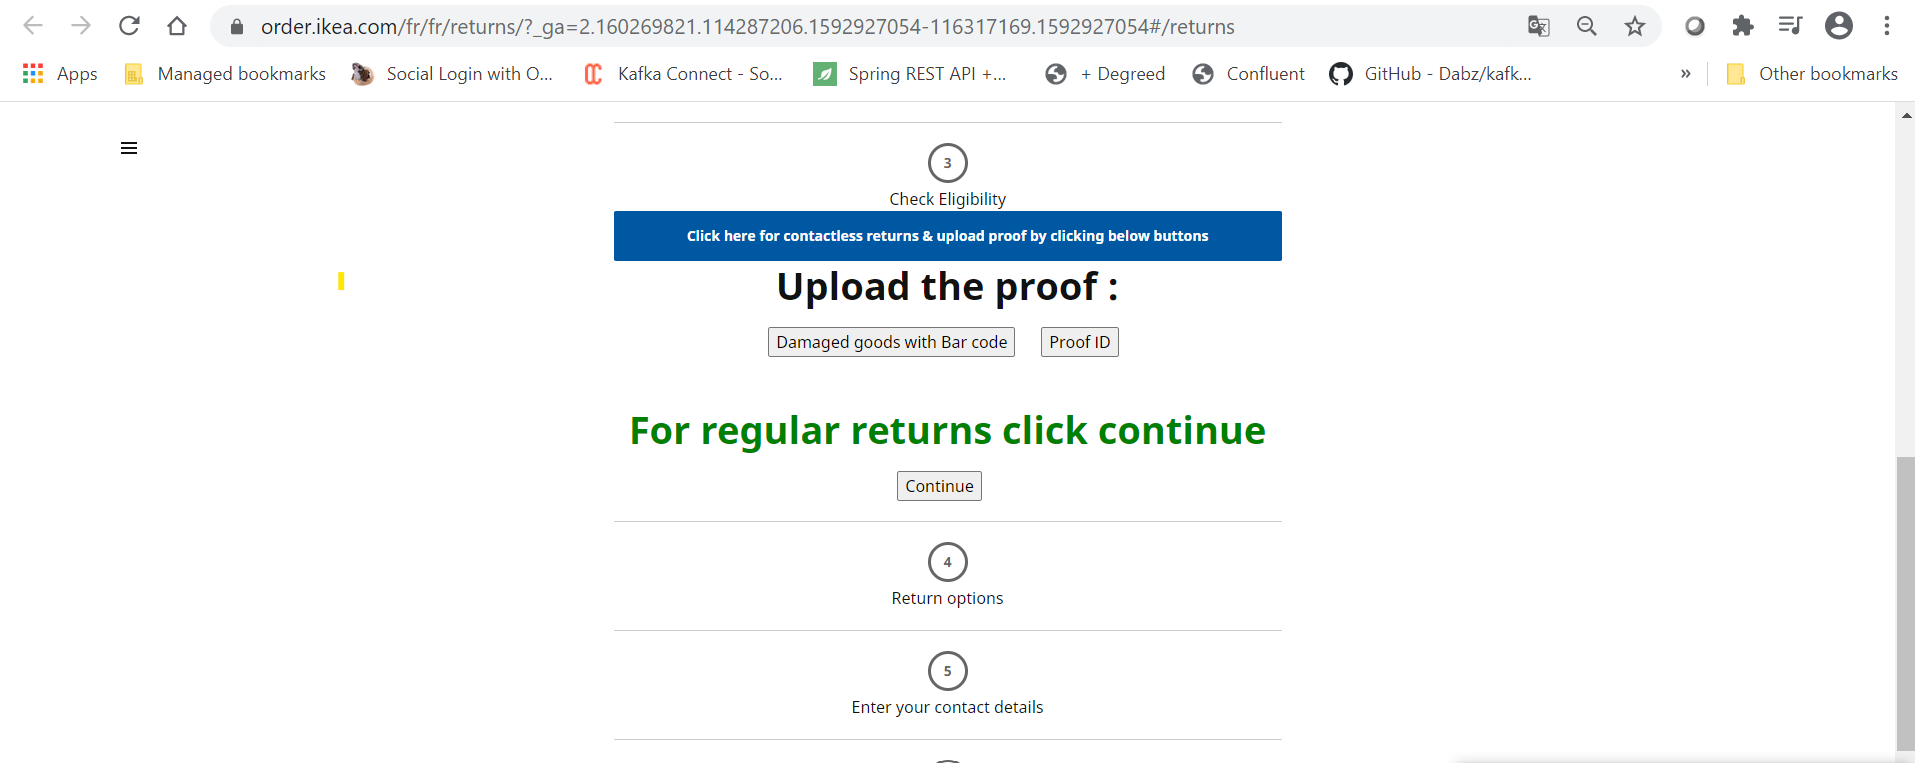 order.ikea.com/fr/fr/returns/?_ga=2.160269821.114287206.1592927054-116317169.1592927054#/returns
Apps Managed bookmarks Social Login with O... Kafka Connect - So... Spring REST API +... + Degreed Confluent GitHub - Dabz/kafk... » Other bookmarks
3
Check Eligibility
Click here for contactless returns & upload proof by clicking below buttons
Upload the proof :
Damaged goods with Bar code Proof ID
For regular returns click continue
Continue
4
Return options
5
Enter your contact details